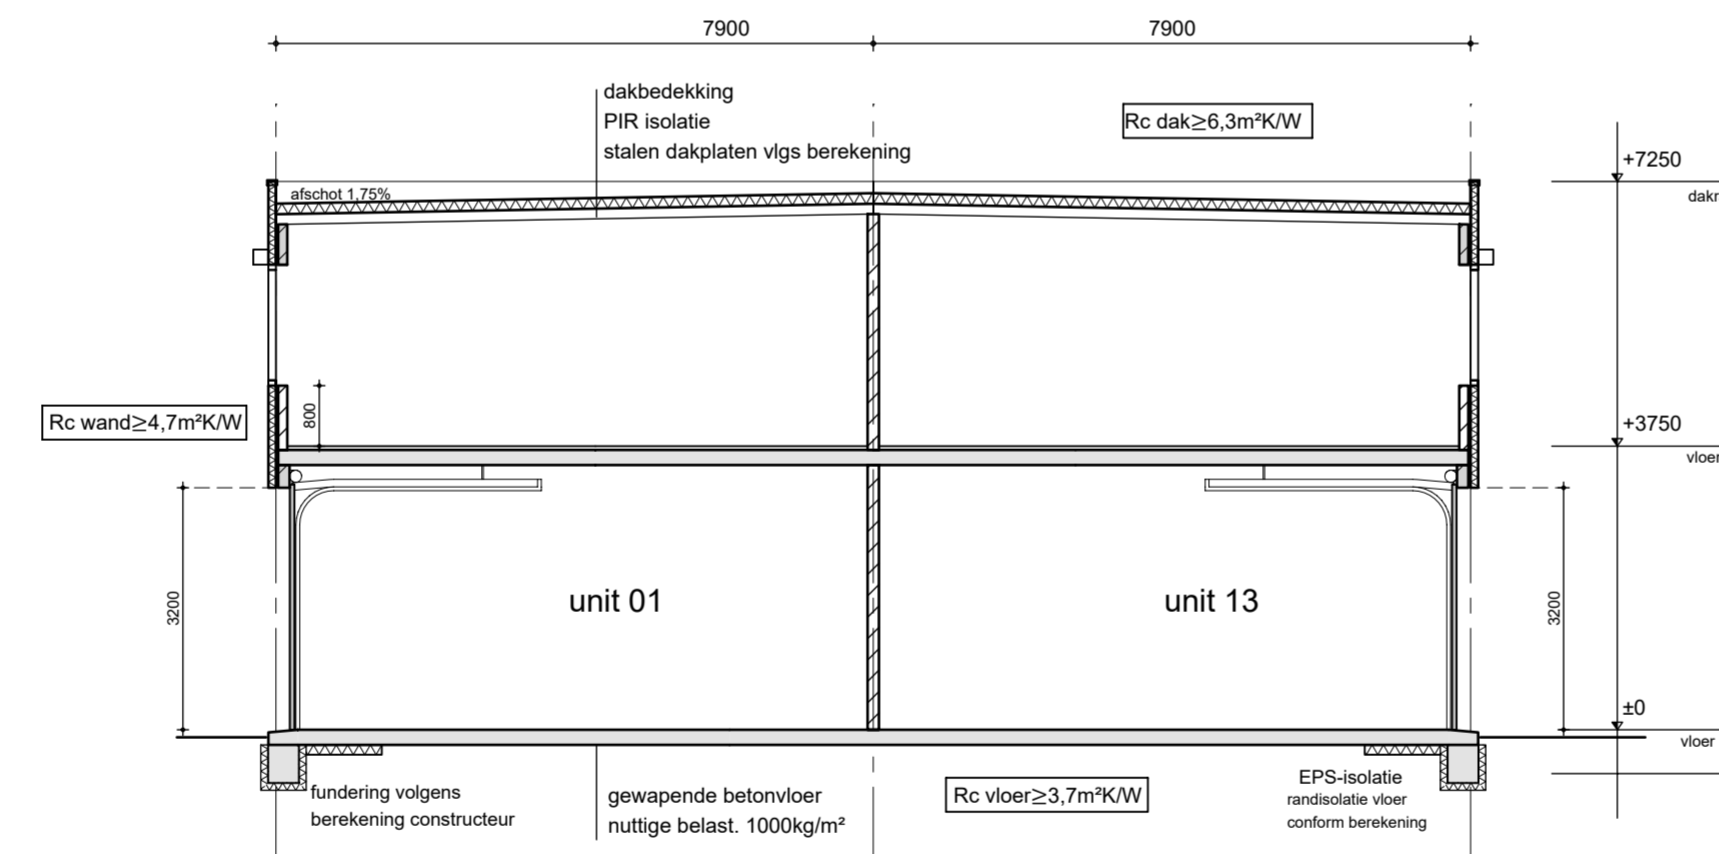 7900
7900
dakbedekking
PIR isolatie
stalen dakplaten vlgs berekening
Rc dak≥6,3m²K/W
+7250
afschot 1,75%
dakr
800
Rc wand≥4,7m²K/W
+3750
vloer
3200
unit 01
unit 13
3200
±0
vloer
fundering volgens
berekening constructeur
gewapende betonvloer
nuttige belast. 1000kg/m²
Rc vloer≥3,7m²K/W
EPS-isolatie
randisolatie vloer
conform berekening